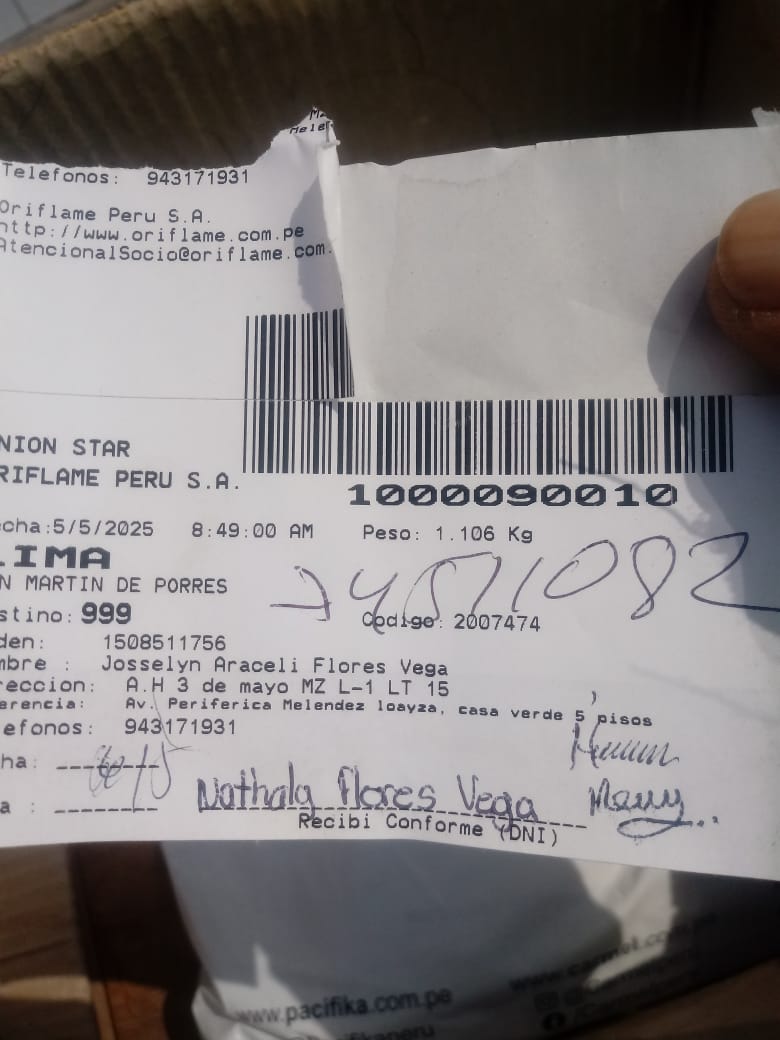 Mz
Mele
Telefonos: 943171931
Oriflame Peru S.A.
http://www.oriflame.com.pe
AtencionalSocio@oriflame.com.
NION STAR
RIFLAME PERU S.A.
1000090010
cha:5/5/2025 8:49:00 AM Peso: 1.106 Kg
LIMA
N MARTIN DE PORRES
stino: 999
Codigo: 2007474
den: 1508511756
mbre : Josselyn Araceli Flores Vega
reccion: A.H 3 de mayo MZ L-1 LT 15
erencia: Av. Periferica Melendez loayza, casa verde 5 pisos
efonos: 943171931
ha:
a : Nathaly Flores Vega
Recibi Conforme (DNI)
www.pacifika.com.pe